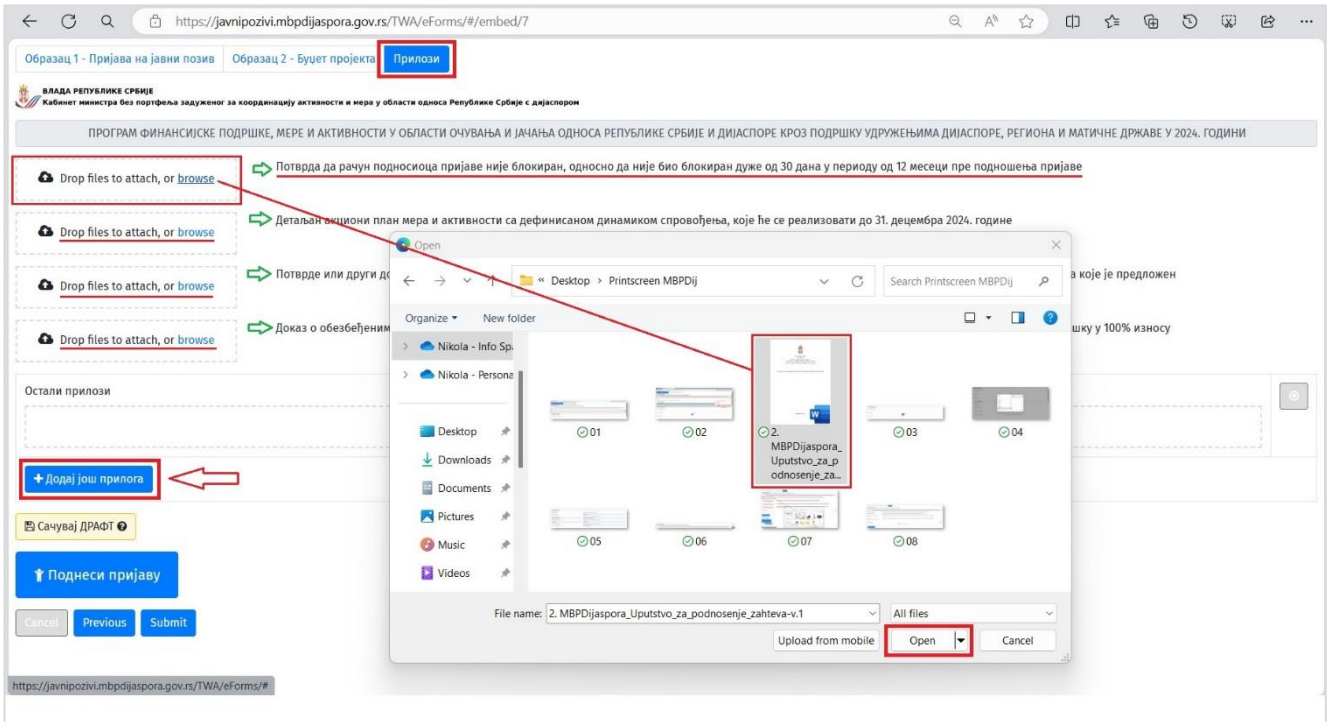 https://javnipozivi.mbpdijaspora.gov.rs/TWA/eForms/#/embed/7
Образац 1 - Пријава на јавни позив Образац 2 - Буџет пројекта Прилози
ВЛАДА РЕПУБЛИКЕ СРБИЈЕ
Кабинет министра без портфеља задуженог за координацију активности и мера у области односа Републике Србије с дијаспором
ПРОГРАМ ФИНАНСИЈСКЕ ПОДРШКЕ, МЕРЕ И АКТИВНОСТИ У ОБЛАСТИ ОЧУВАЊА И ЈАЧАЊА ОДНОСА РЕПУБЛИКЕ СРБИЈЕ И ДИЈАСПОРЕ КРОЗ ПОДРШКУ УДРУЖЕЊИМА ДИЈАСПОРЕ, РЕГИОНА И МАТИЧНЕ ДРЖАВЕ У 2024. ГОДИНИ
Drop files to attach, or browse
Потврда да рачун подносиоца пријаве није блокиран, односно да није био блокиран дуже од 30 дана у периоду од 12 месеци пре подношења пријаве
Drop files to attach, or browse
Детаљан акциони план мера и активности са дефинисаном динамиком спровођења, које ће се реализовати до 31. децембра 2024. године
Drop files to attach, or browse
Потврде или други до
а које је предложен
Drop files to attach, or browse
Доказ о обезбеђеним
шку у 100% износу
Остали прилози
+ Додај још прилога
Сачувај ДРАФТ
Поднеси пријаву
Cancel Previous Submit
https://javnipozivi.mbpdijaspora.gov.rs/TWA/eForms/#
Open
« Desktop > Printscreen MBPDij
Search Printscreen MBPDij
Organize New folder
Nikola - Info Sp
Nikola - Persona
Desktop
Downloads
Documents
Pictures
Music
Videos
01
02
2.
MBPDijaspora_
Uputstvo_za_p
odnosenje_za...
03
04
05
06
07
08
File name: 2. MBPDijaspora_Uputstvo_za_podnosenje_zahteva-v.1
All files
Upload from mobile Open Cancel